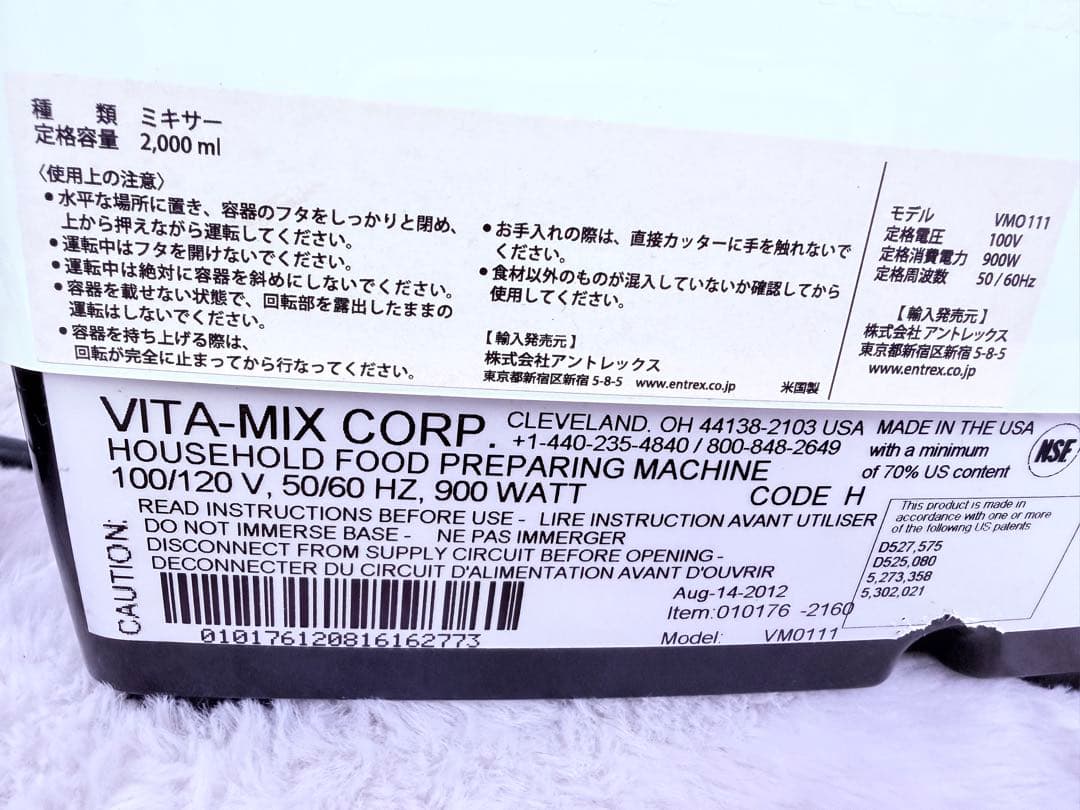 種　類　ミキサー
定格容量　2,000 ml
〈使用上の注意〉
●水平な場所に置き、容器のフタをしっかりと閉め、
上から押えながら運転してください。
●運転中はフタを開けないでください。
●運転中は絶対に容器を斜めにしないでください。
●容器を載せない状態で、回転部を露出したままの
運転はしないでください。
●容器を持ち上げる際は、
回転が完全に止まってから行なってください。
●お手入れの際は、直接カッターに手を触れないで
ください。
●食材以外のものが混入していないか確認してから
使用してください。
【輸入発売元】
株式会社アントレックス
東京都新宿区新宿 5-8-5　www.entrex.co.jp　米国製
モデル　VM0111
定格電圧　100V
定格消費電力　900W
定格周波数　50 / 60Hz
【輸入発売元】
株式会社アントレックス
東京都新宿区新宿 5-8-5
www.entrex.co.jp
VITA-MIX CORP. CLEVELAND. OH 44138-2103 USA
+1-440-235-4840 / 800-848-2649
HOUSEHOLD FOOD PREPARING MACHINE
100/120 V, 50/60 HZ, 900 WATT CODE H
MADE IN THE USA
with a minimum
of 70% US content
NSF
CAUTION:
READ INSTRUCTIONS BEFORE USE - LIRE INSTRUCTION AVANT UTILISER
DO NOT IMMERSE BASE - NE PAS IMMERGER
DISCONNECT FROM SUPPLY CIRCUIT BEFORE OPENING -
DECONNECTER DU CIRCUIT D'ALIMENTATION AVANT D'OUVRIR
This product is made in
accordance with one or more
of the following US patents
D527,575
D525,080
5,273,358
5,302,021
Aug-14-2012
Item:010176 -2160
Model: VM0111
010176120816162773